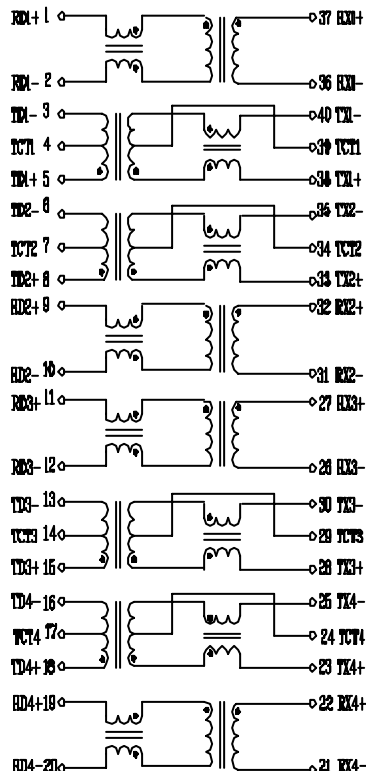 RD1+ 1 37 RX1+
RD1- 2 36 RX1-
TD1- 3 40 TX1-
TCT1 4 39 TCT1
TD1+ 5 38 TX1+
TD2- 6 35 TX2-
TCT2 7 34 TCT2
TD2+ 8 33 TX2+
RD2+ 9 32 RX2+
RD2- 10 31 RX2-
RD3+ 11 27 RX3+
RD3- 12 26 RX3-
TD3- 13 30 TX3-
TCT3 14 29 TCT3
TD3+ 15 28 TX3+
TD4- 16 25 TX4-
TCT4 17 24 TCT4
TD4+ 18 23 TX4+
RD4+ 19 22 RX4+
RD4- 20 21 RX4-